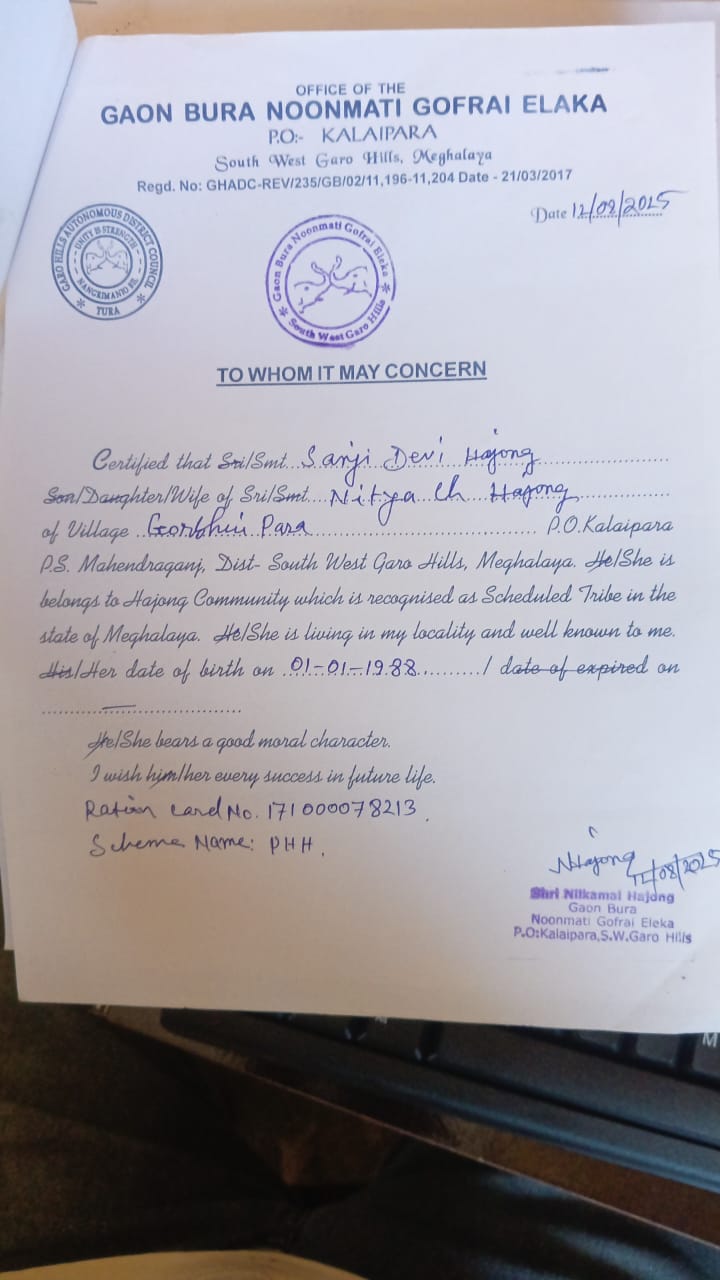 OFFICE OF THE
GAON BURA NOONMATI GOFRAI ELAKA
P.O:- KALAIPARA
South West Garo Hills, Meghalaya
Regd. No: GHADC-REV/235/GB/02/11,196-11,204 Date - 21/03/2017
Date 12/08/2025
GARO HILLS AUTONOMOUS DISTRICT COUNCIL
UNITY IS STRENGTH
TURA
Gaon Bura Noonmati Gofrai Eleka
South West Garo Hills
TO WHOM IT MAY CONCERN
Certified that Sri/Smt. Sanji Devi Hajong
Son/Daughter/Wife of Sri/Smt. Nitya Ch Hajong
of Village Para P.O.Kalaipara
P.S. Mahendraganj, Dist- South West Garo Hills, Meghalaya. He/She is
belongs to Hajong Community which is recognised as Scheduled Tribe in the
state of Meghalaya. He/She is living in my locality and well known to me.
His/Her date of birth on 01-01-1988 / date of expired on
He/She bears a good moral character.
I wish him/her every success in future life.
Ration card No. 171000078213
Scheme Name: PHH.
NHajong
12/08/2025
Shri Nilkamal Hajong
Gaon Bura
Noonmati Gofrai Eleka
P.O:Kalaipara,S.W.Garo Hills
M